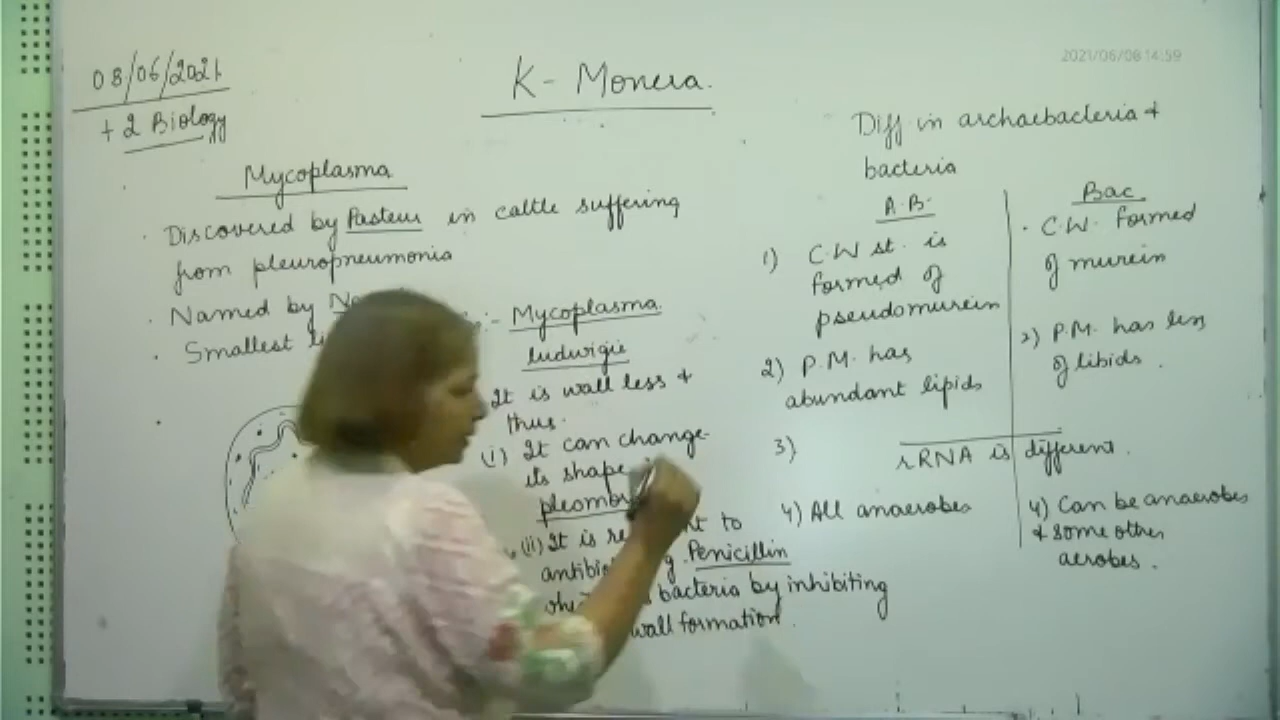 08/06/2021
+2 Biology
K - Monera.
2021/06/08 14:59
Mycoplasma
· Discovered by Pasteur in cattle suffering
from pleuropneumonia
· Named by
· Smallest
:- Mycoplasma
ludwigie
It is wall less &
thus.
(i) It can change
its shape
(ii) It is to
Penicillin
bacteria by inhibiting
wall formation.
Diff in archaebacteria &
bacteria
A.B.
1) C.W st. is
formed of
pseudomurein
2) P.M. has
abundant lipids
3)
4) All anaerobes
Bac
· C.W. formed
of murein
2) P.M. has less
of libids.
rRNA is different.
4) Can be anaerobes
& some other
aerobes.